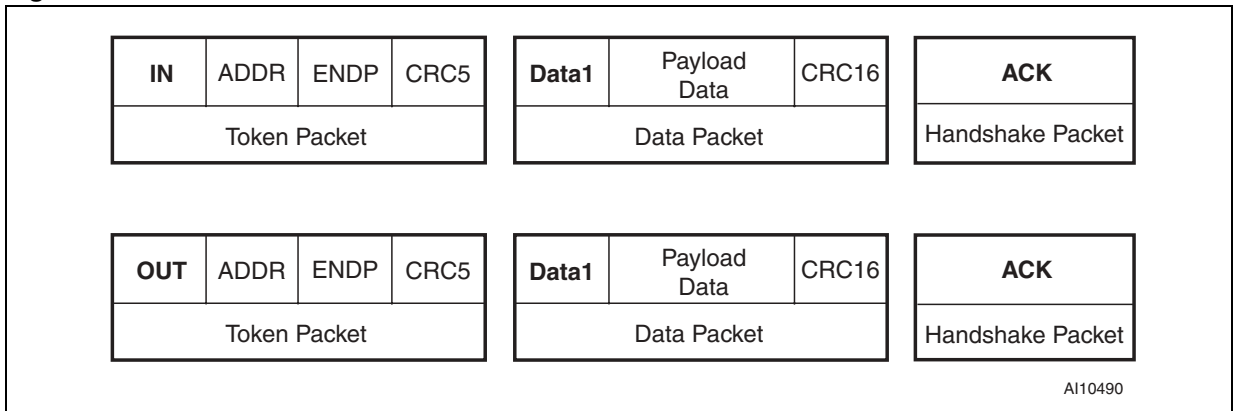 IN ADDR ENDP CRC5 Data1 Payload Data CRC16 ACK
Token Packet Data Packet Handshake Packet
OUT ADDR ENDP CRC5 Data1 Payload Data CRC16 ACK
Token Packet Data Packet Handshake Packet
AI10490